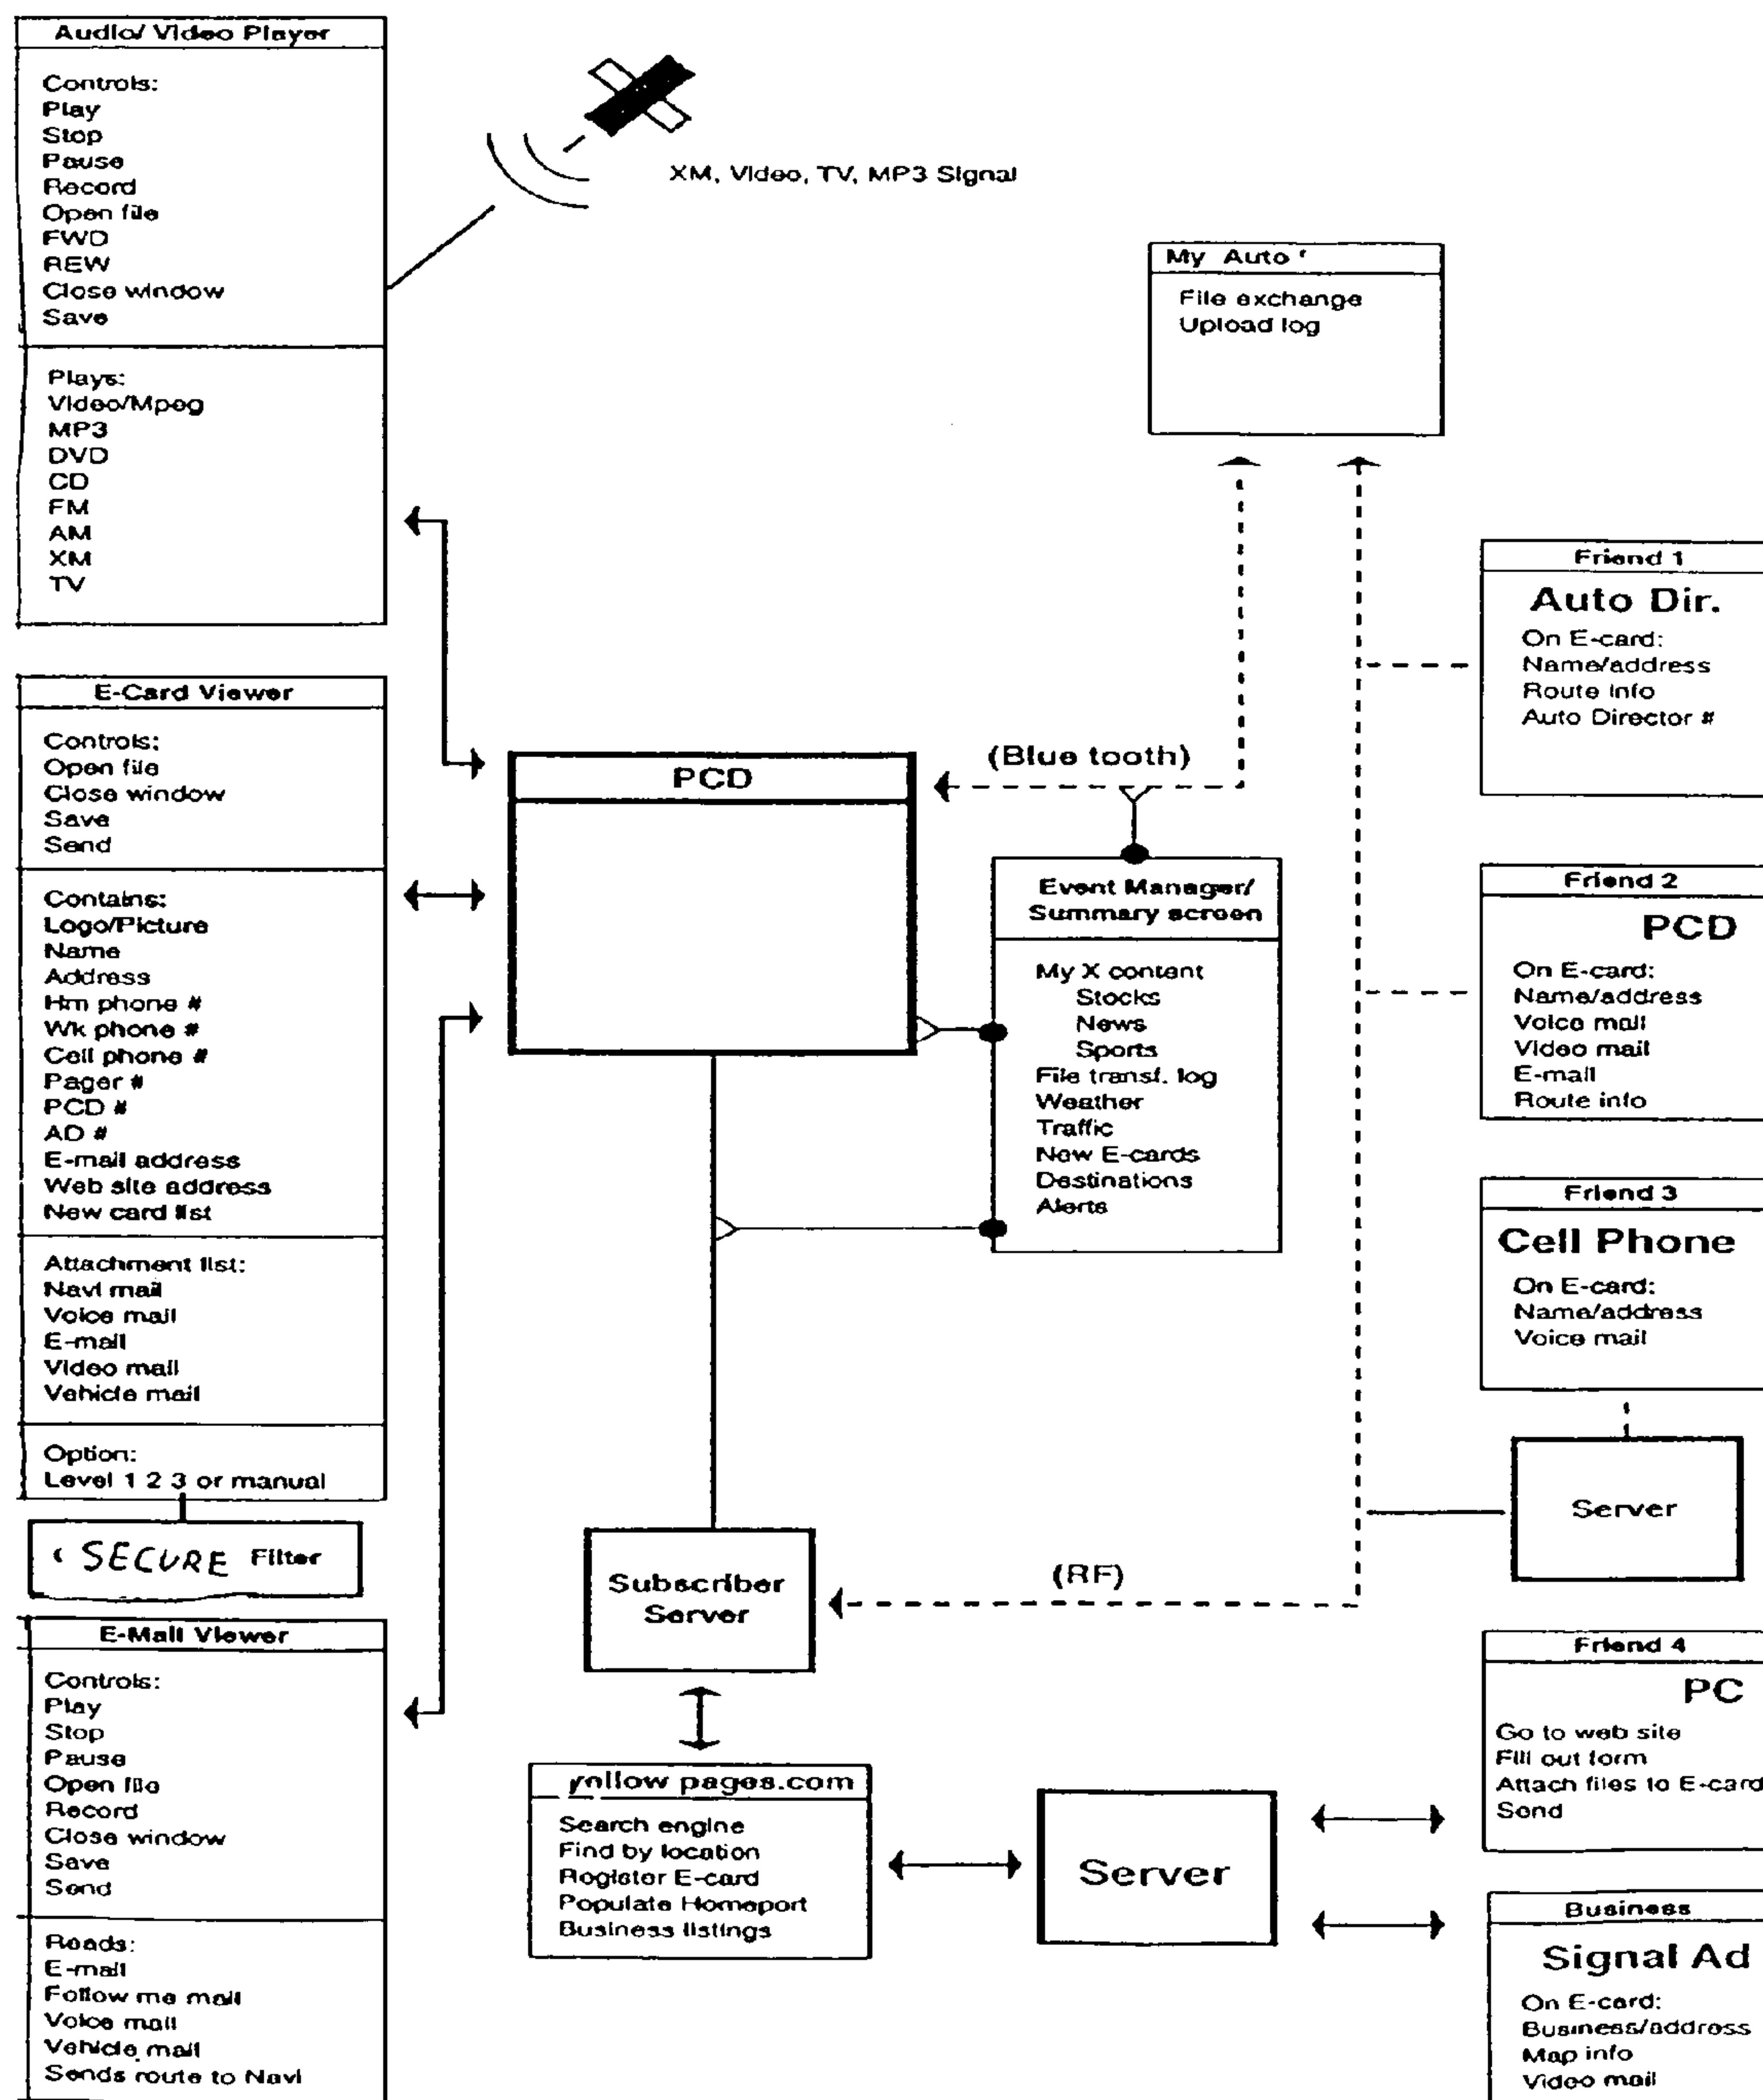 Audio/ Video Player
Controls:
Play
Stop
Pause
Record
Open file
FWD
REW
Close window
Save
Plays:
Video/Mpeg
MP3
DVD
CD
FM
AM
XM
TV
XM, Video, TV, MP3 Signal
My Auto '
File exchange
Upload log
E-Card Viewer
Controls:
Open file
Close window
Save
Send
Contains:
Logo/Picture
Name
Address
Hm phone #
Wk phone #
Cell phone #
Pager #
PCD #
AD #
E-mail address
Web site address
New card list
Attachment list:
Navi mail
Voice mail
E-mail
Video mail
Vehicle mail
Option:
Level 1 2 3 or manual
SECURE Filter
E-Mail Viewer
Controls:
Play
Stop
Pause
Open file
Record
Close window
Save
Send
Reads:
E-mail
Follow me mail
Voice mail
Vehicle mail
Sends route to Navi
PCD
(Blue tooth)
Event Manager/
Summary screen
My X content
Stocks
News
Sports
File transf. log
Weather
Traffic
New E-cards
Destinations
Alerts
Subscriber
Server
(RF)
yellow pages.com
Search engine
Find by location
Register E-card
Populate Homeport
Business listings
Server
Friend 1
Auto Dir.
On E-card:
Name/address
Route info
Auto Director #
Friend 2
PCD
On E-card:
Name/address
Voice mail
Video mail
E-mail
Route info
Friend 3
Cell Phone
On E-card:
Name/address
Voice mail
Server
Friend 4
PC
Go to web site
Fill out form
Attach files to E-card
Send
Business
Signal Ad
On E-card:
Business/address
Map info
Video mail